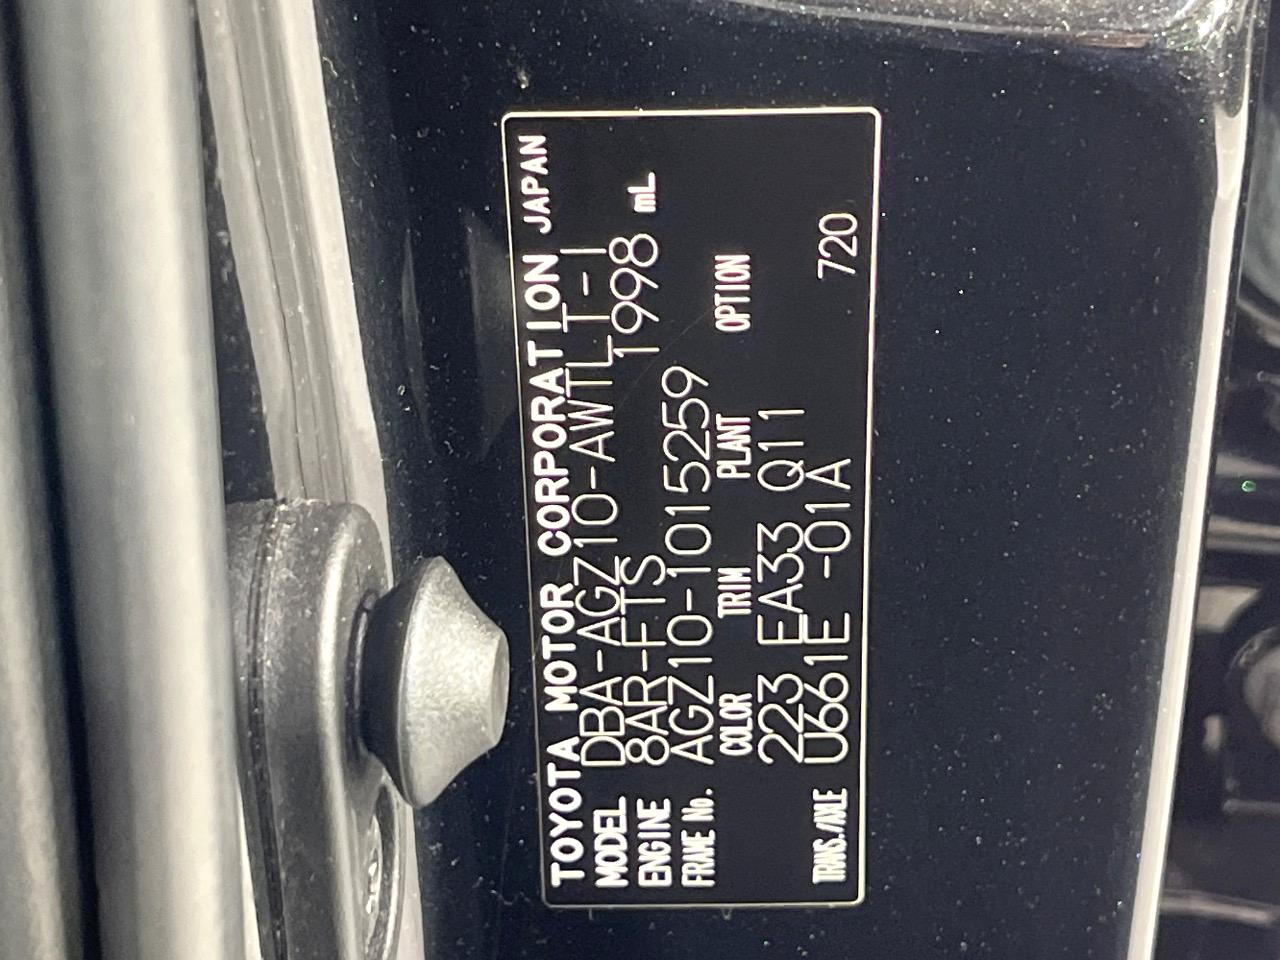 TOYOTA MOTOR CORPORATION JAPAN
MODEL DBA-AGZ10-AWTLT-I
ENGINE 8AR-FTS 1998 mL
FRAME No. AGZ10-1015259
COLOR TRIM PLANT OPTION
223 EA33 Q11
TRANS./AXLE U661E -01A 720